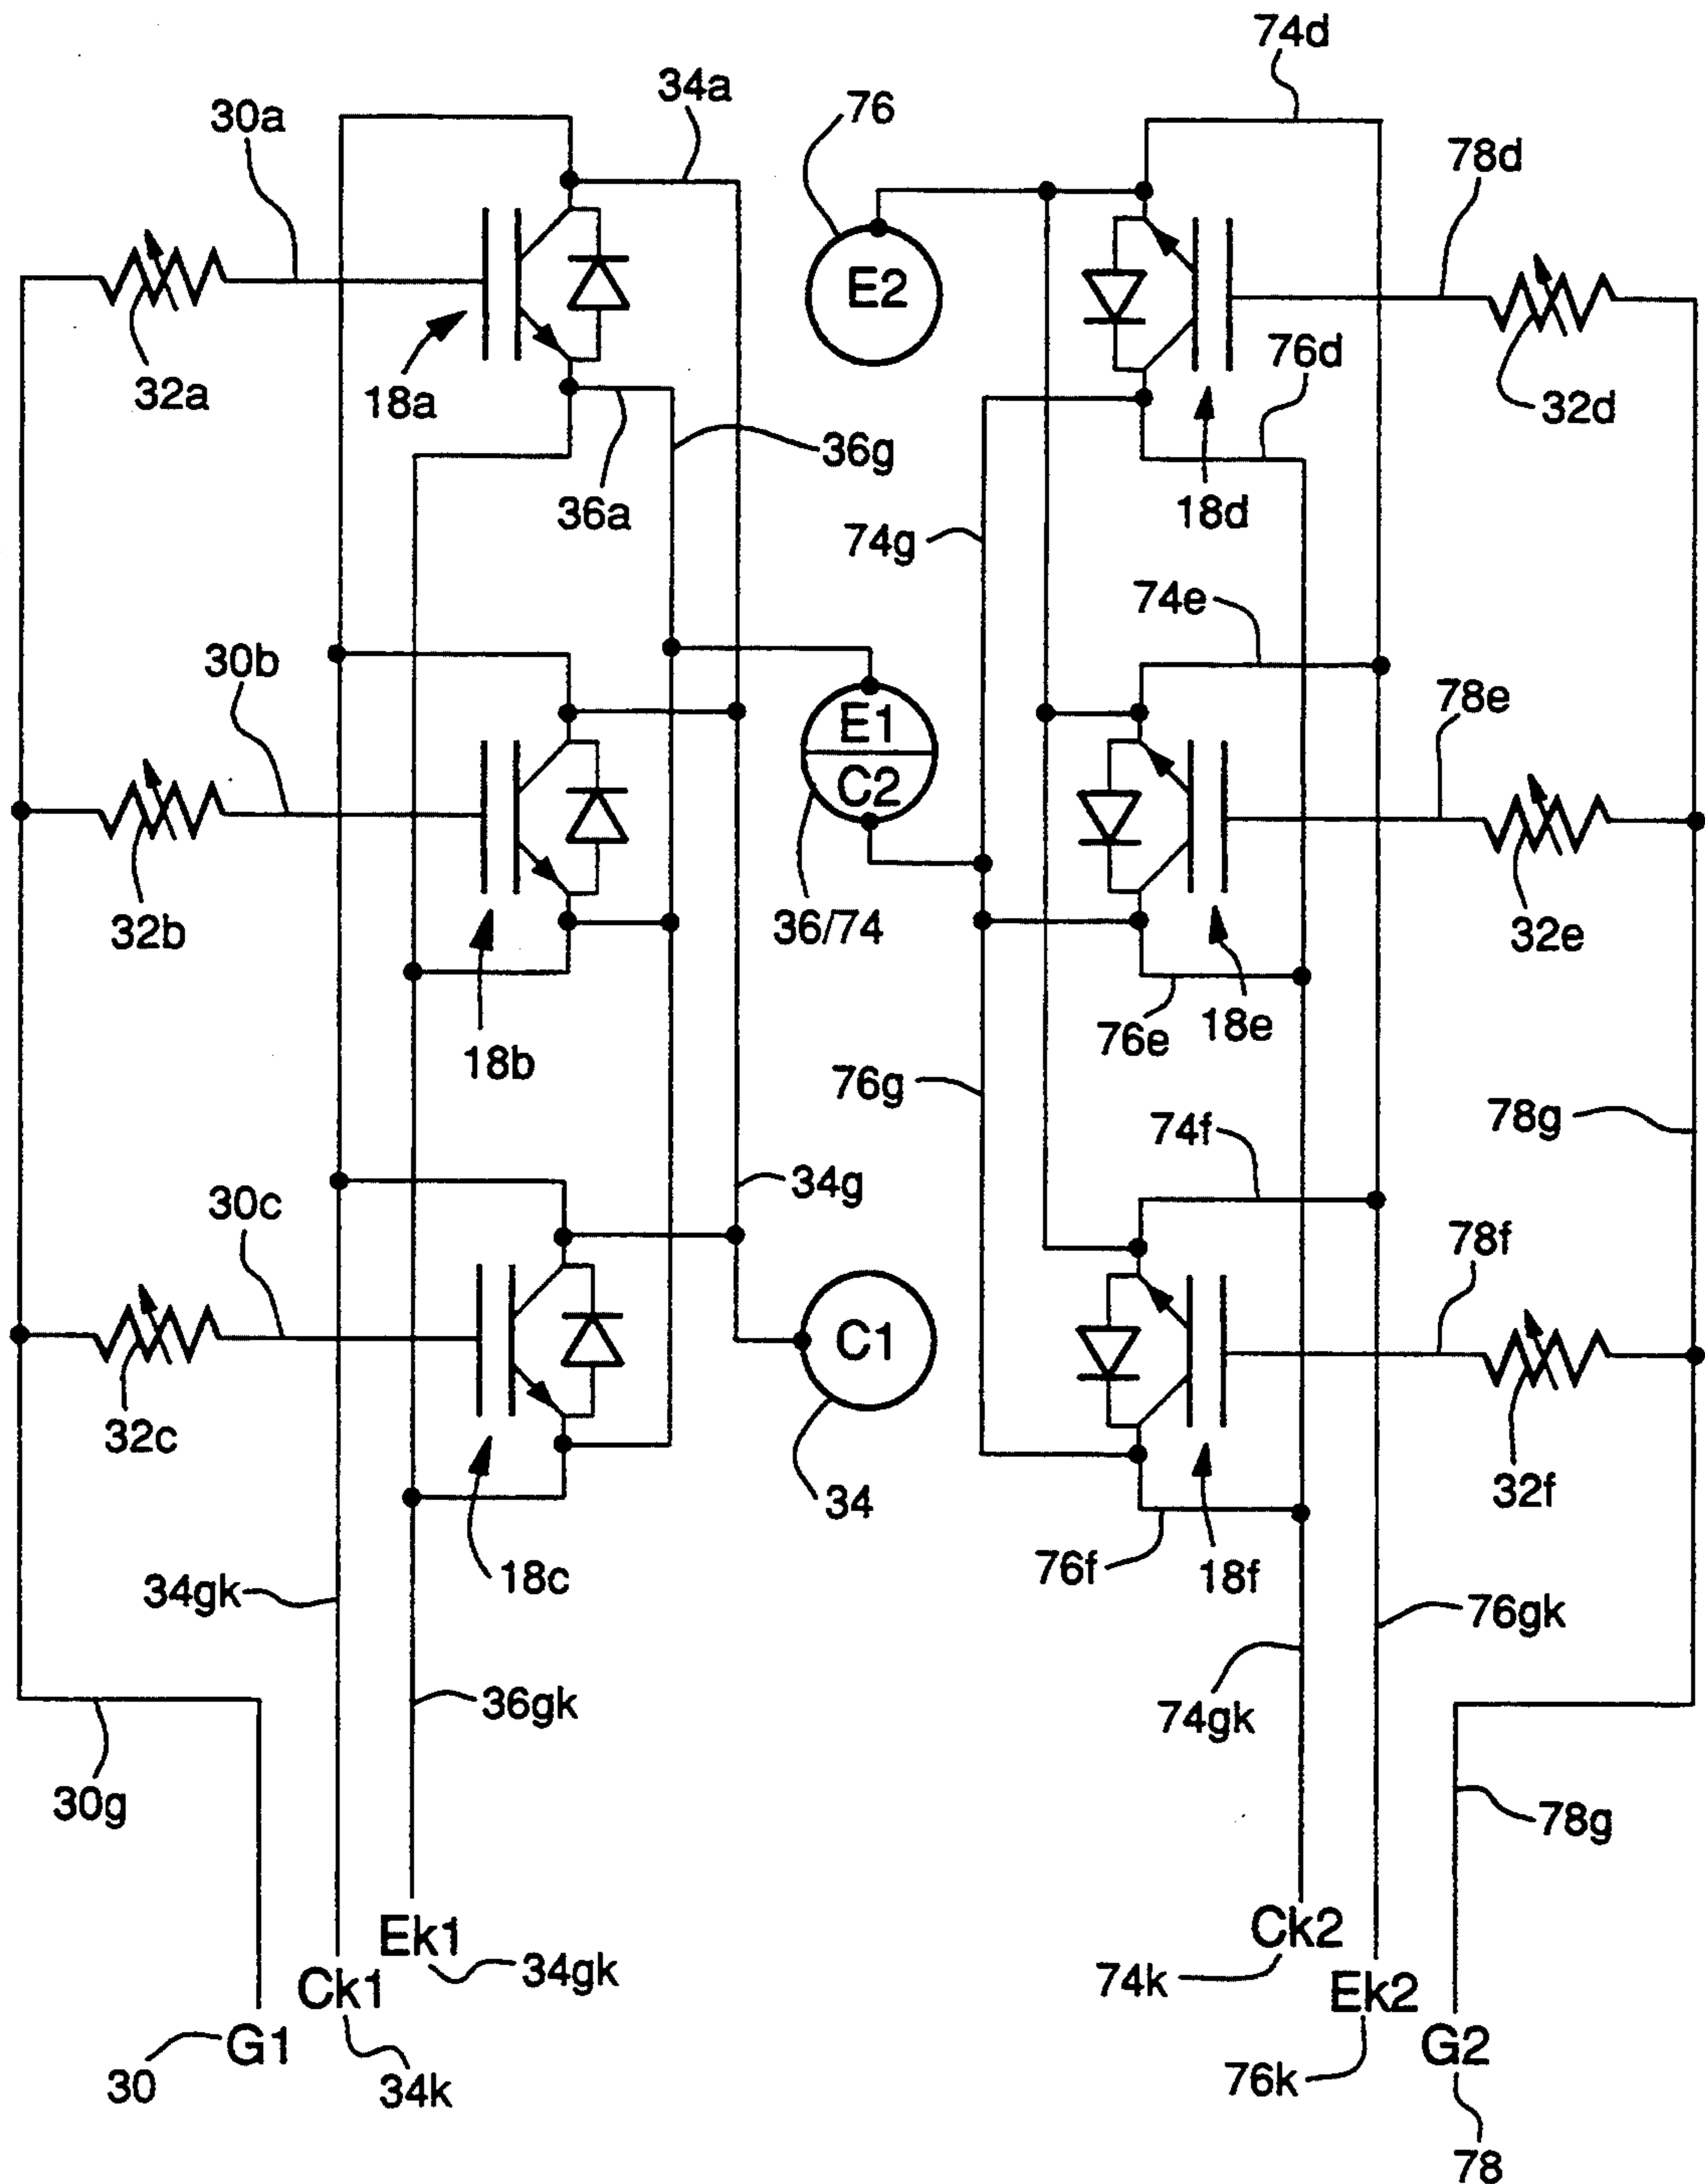 74d
34a
76
30a
78d
E2
76d
32a
18a
32d
36g
36a
18d
74g
74e
30b
78e
E1
C2
32b
36/74
32e
18b
76e
18e
76g
78g
74f
34g
30c
78f
C1
32c
34
32f
18c
76f
18f
34gk
76gk
36gk
74gk
30g
78g
Ek1
Ck2
34gk
74k
Ck1
Ek2
G1
G2
30
34k
76k
78